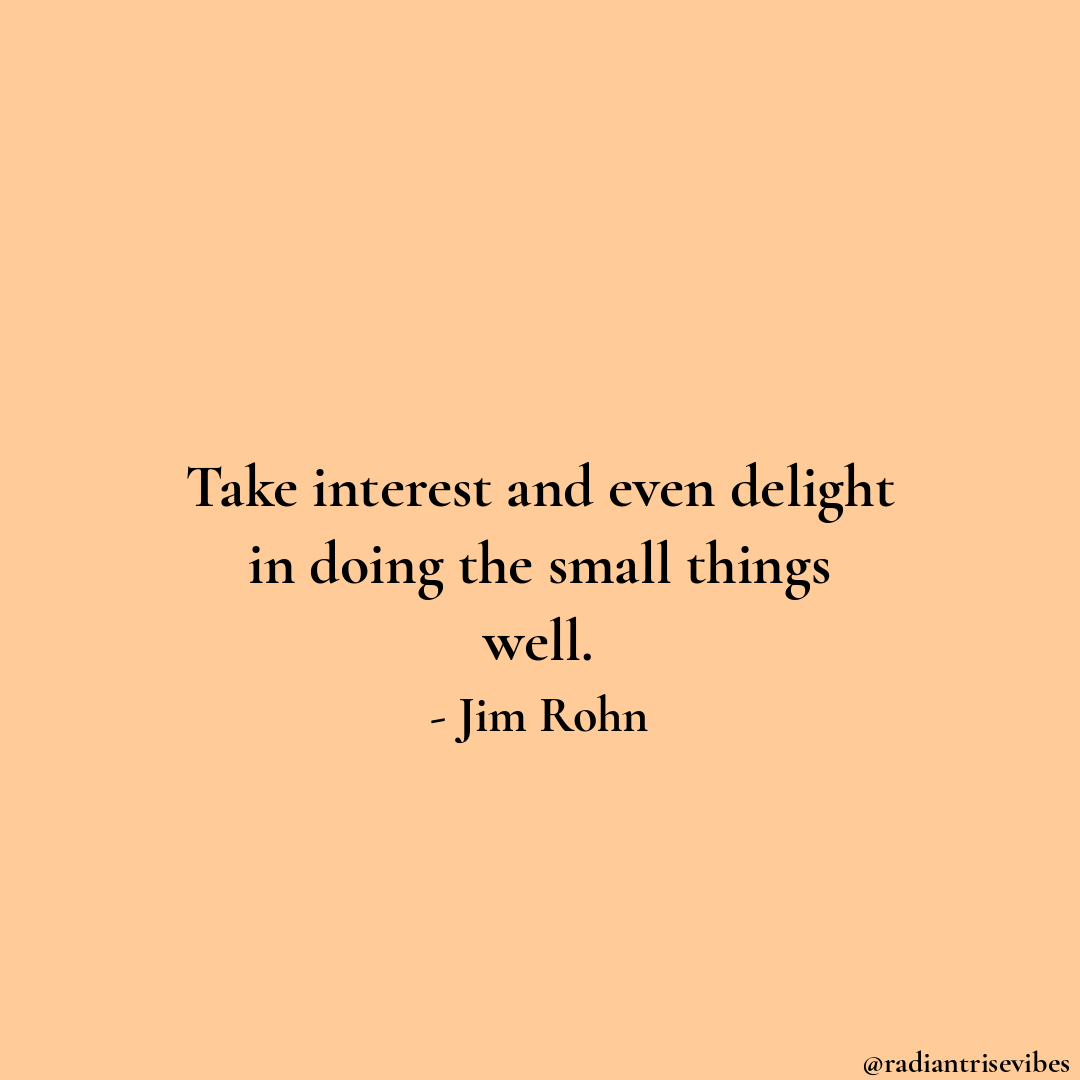 Take interest and even delight
in doing the small things
well.
- Jim Rohn
@radiantrisevibes